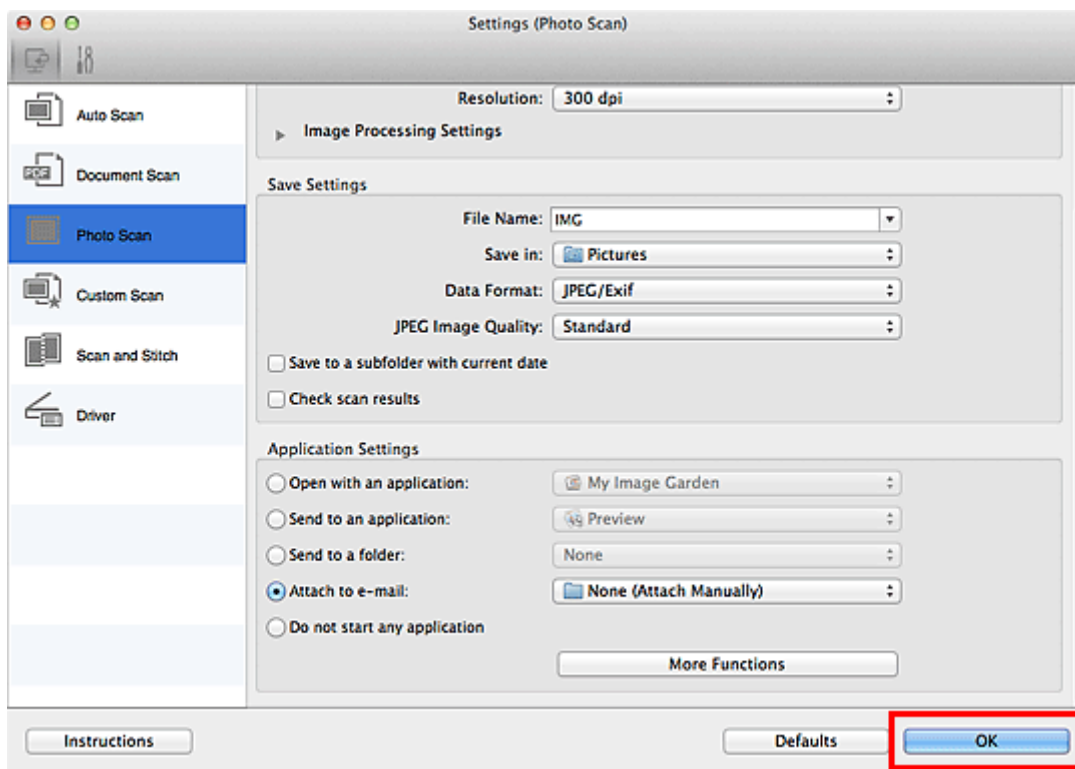 Settings (Photo Scan)
Auto Scan
PDF
Document Scan
Photo Scan
Custom Scan
Scan and Stitch
Driver
Resolution: 300 dpi
Image Processing Settings
Save Settings
File Name: IMG
Save in: Pictures
Data Format: JPEG/Exif
JPEG Image Quality: Standard
Save to a subfolder with current date
Check scan results
Application Settings
Open with an application: My Image Garden
Send to an application: Preview
Send to a folder: None
Attach to e-mail: None (Attach Manually)
Do not start any application
More Functions
Instructions Defaults OK